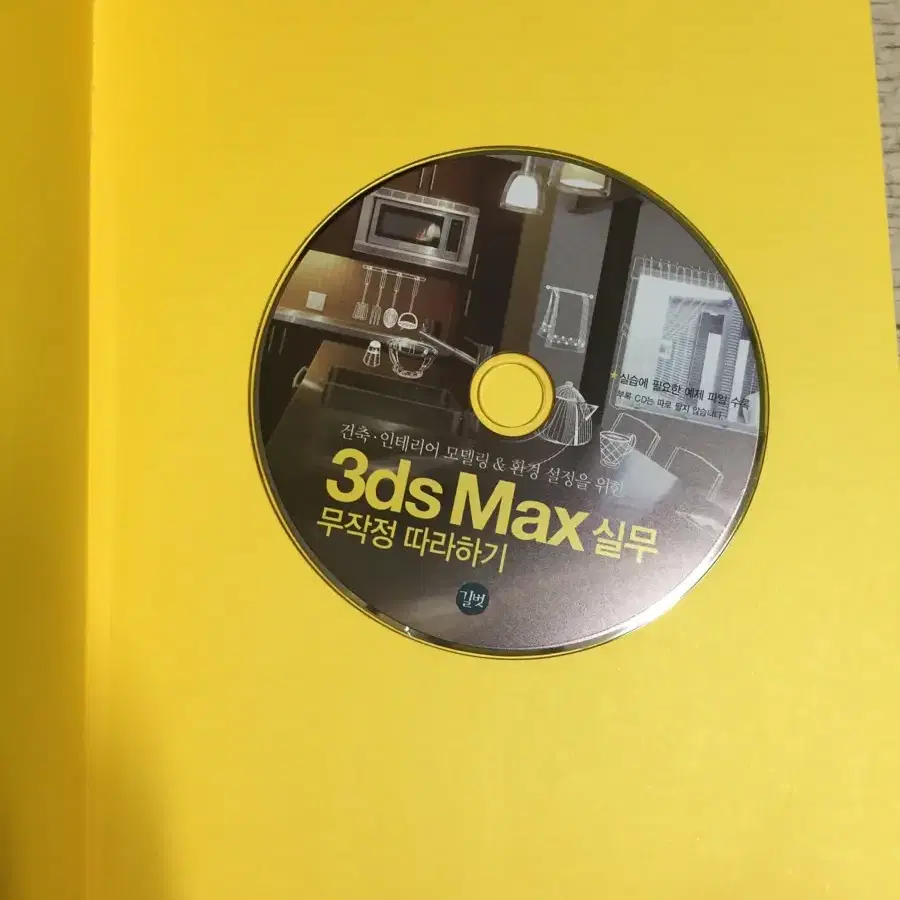 * 실습에 필요한 예제 파일 수록
부록 CD는 따로 팔지 않습니다.
건축·인테리어 모델링 & 환경 설정을 위한
3ds Max 실무
무작정 따라하기
길벗